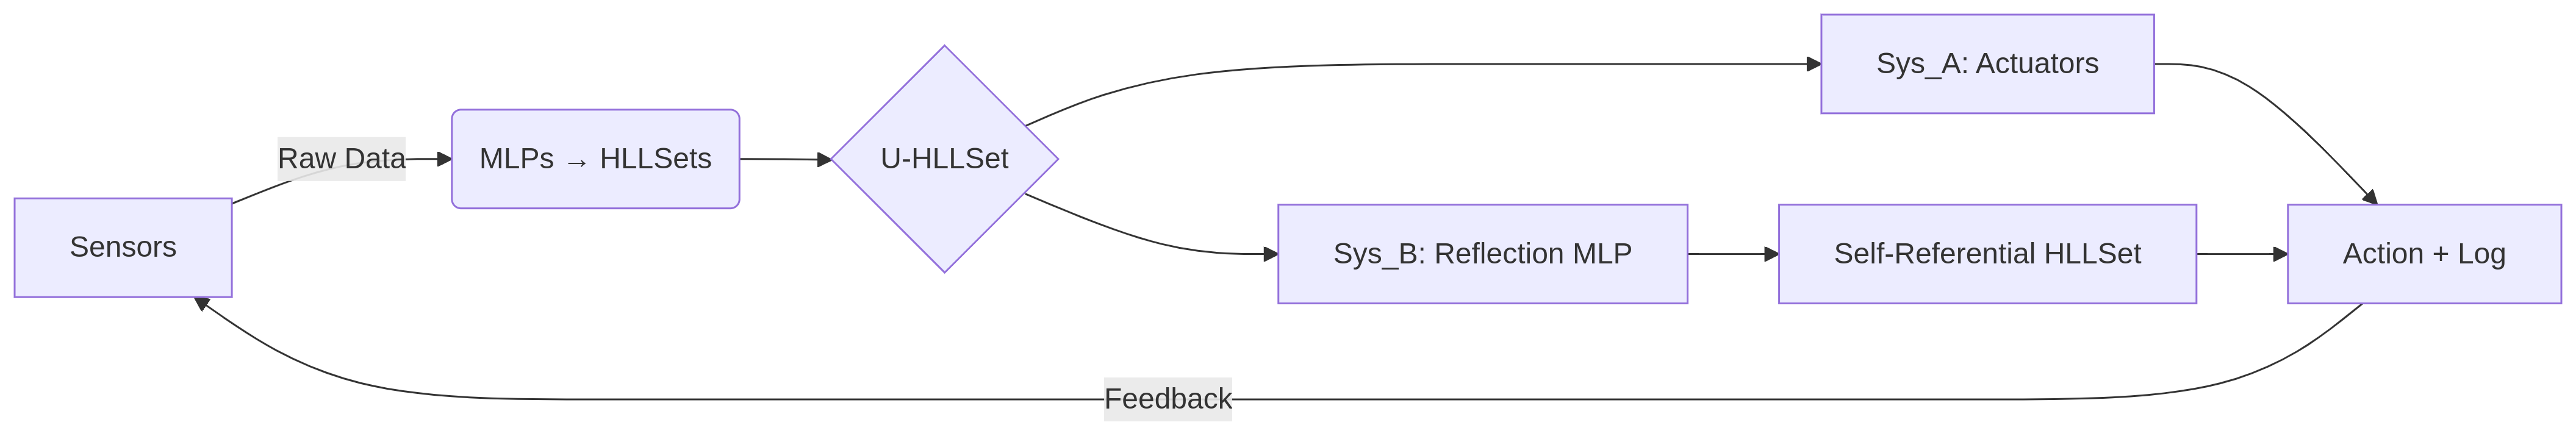 Sensors
Raw Data
MLPs → HLLSets
U-HLLSet
Sys_A: Actuators
Sys_B: Reflection MLP
Self-Referential HLLSet
Action + Log
Feedback